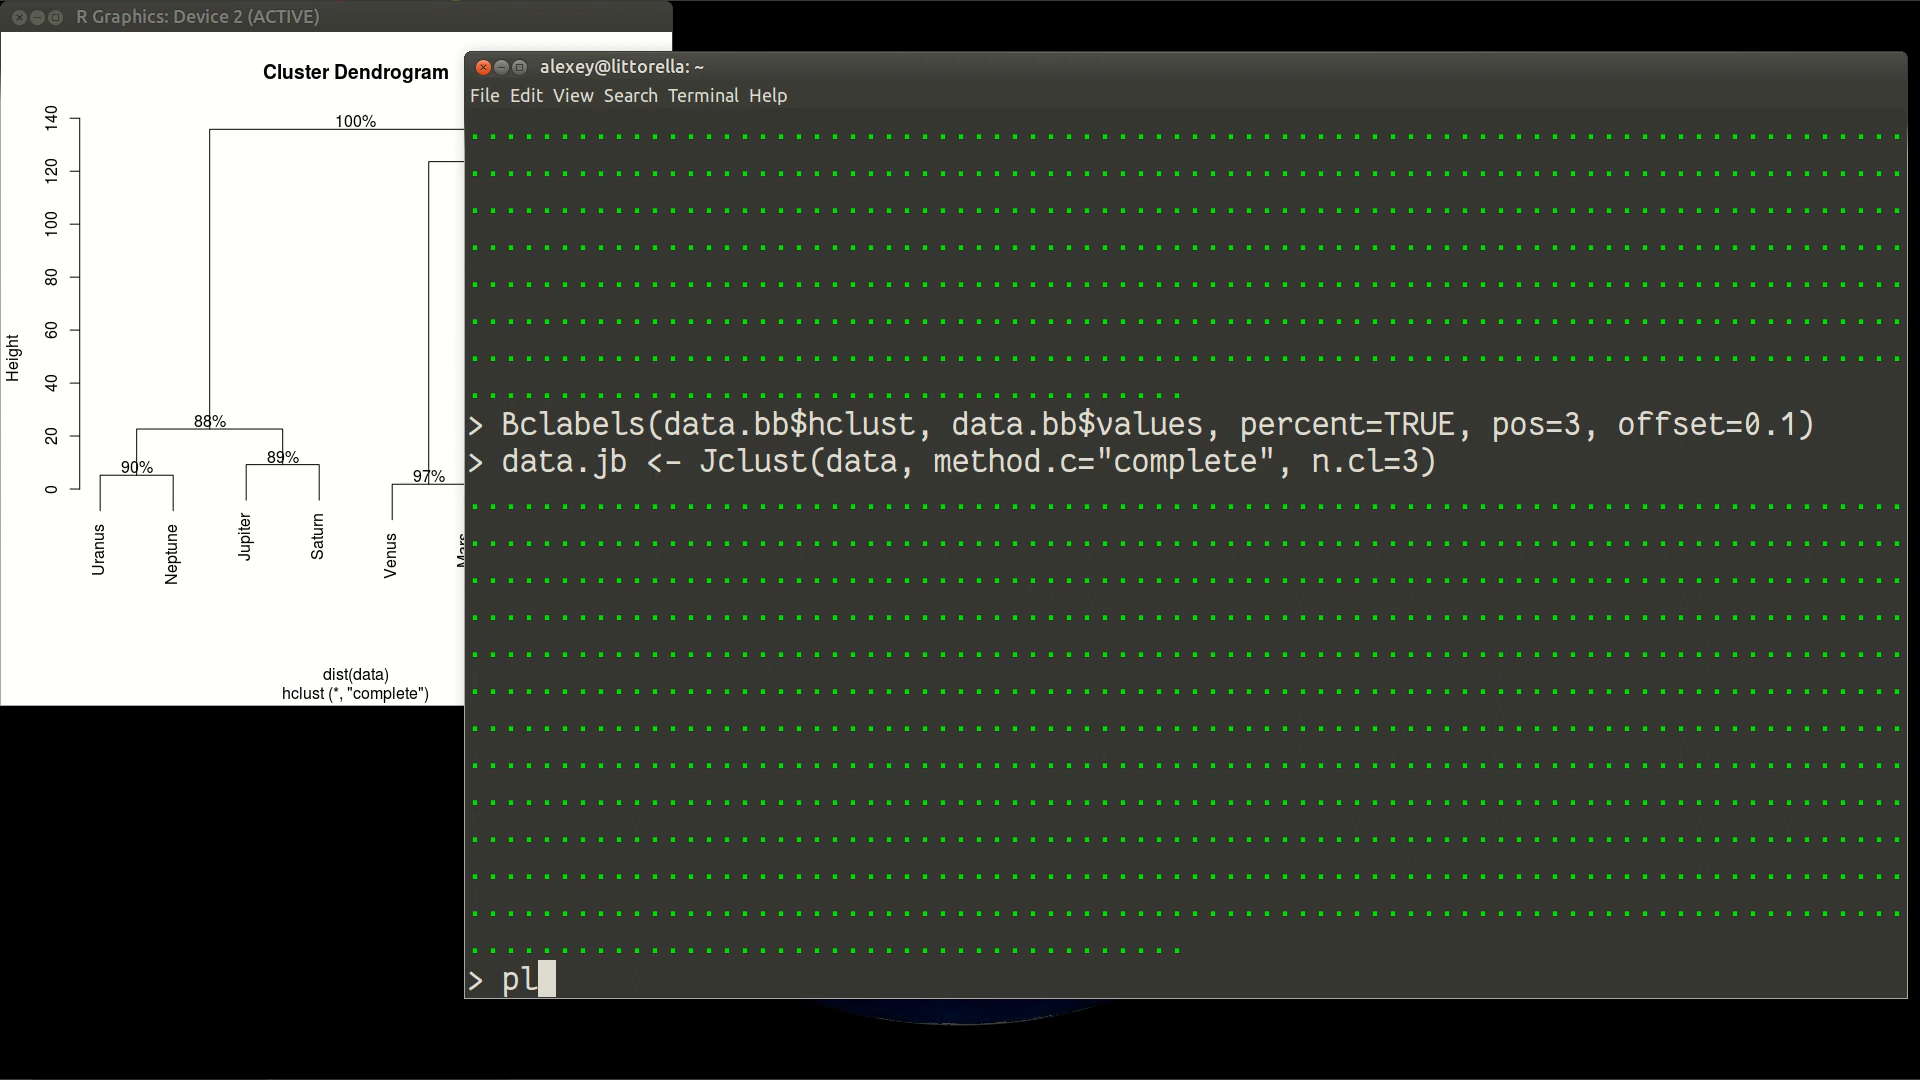 R Graphics: Device 2 (ACTIVE)
Cluster Dendrogram
Height
140
120
100
80
60
40
20
0
100%
88%
90%
89%
97%
Uranus
Neptune
Jupiter
Saturn
Venus
Mars
dist(data)
hclust (*, "complete")
alexey@littorella: ~
File Edit View Search Terminal Help
> Bclabels(data.bb$hclust, data.bb$values, percent=TRUE, pos=3, offset=0.1)
> data.jb <- Jclust(data, method.c="complete", n.cl=3)
> pl